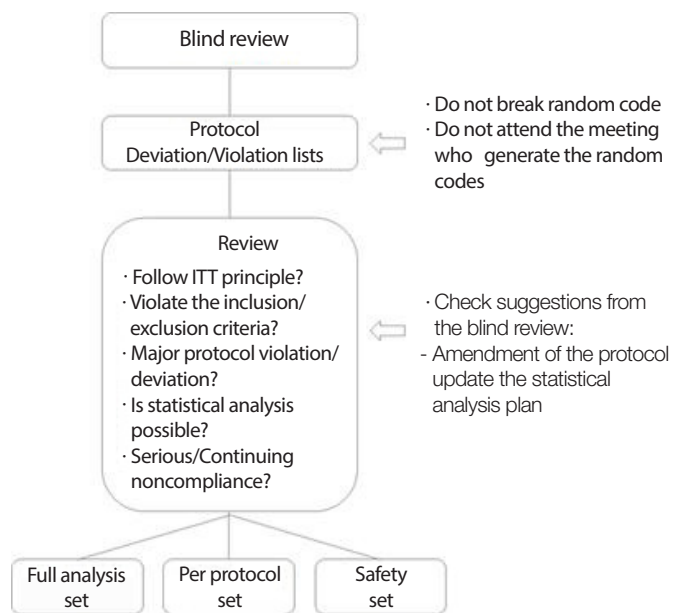 Blind review
Protocol
Deviation/Violation lists
· Do not break random code
· Do not attend the meeting
who generate the random
codes
Review
· Follow ITT principle?
· Violate the inclusion/
exclusion criteria?
· Major protocol violation/
deviation?
· Is statistical analysis
possible?
· Serious/Continuing
noncompliance?
· Check suggestions from
the blind review:
- Amendment of the protocol
update the statistical
analysis plan
Full analysis
set
Per protocol
set
Safety
set